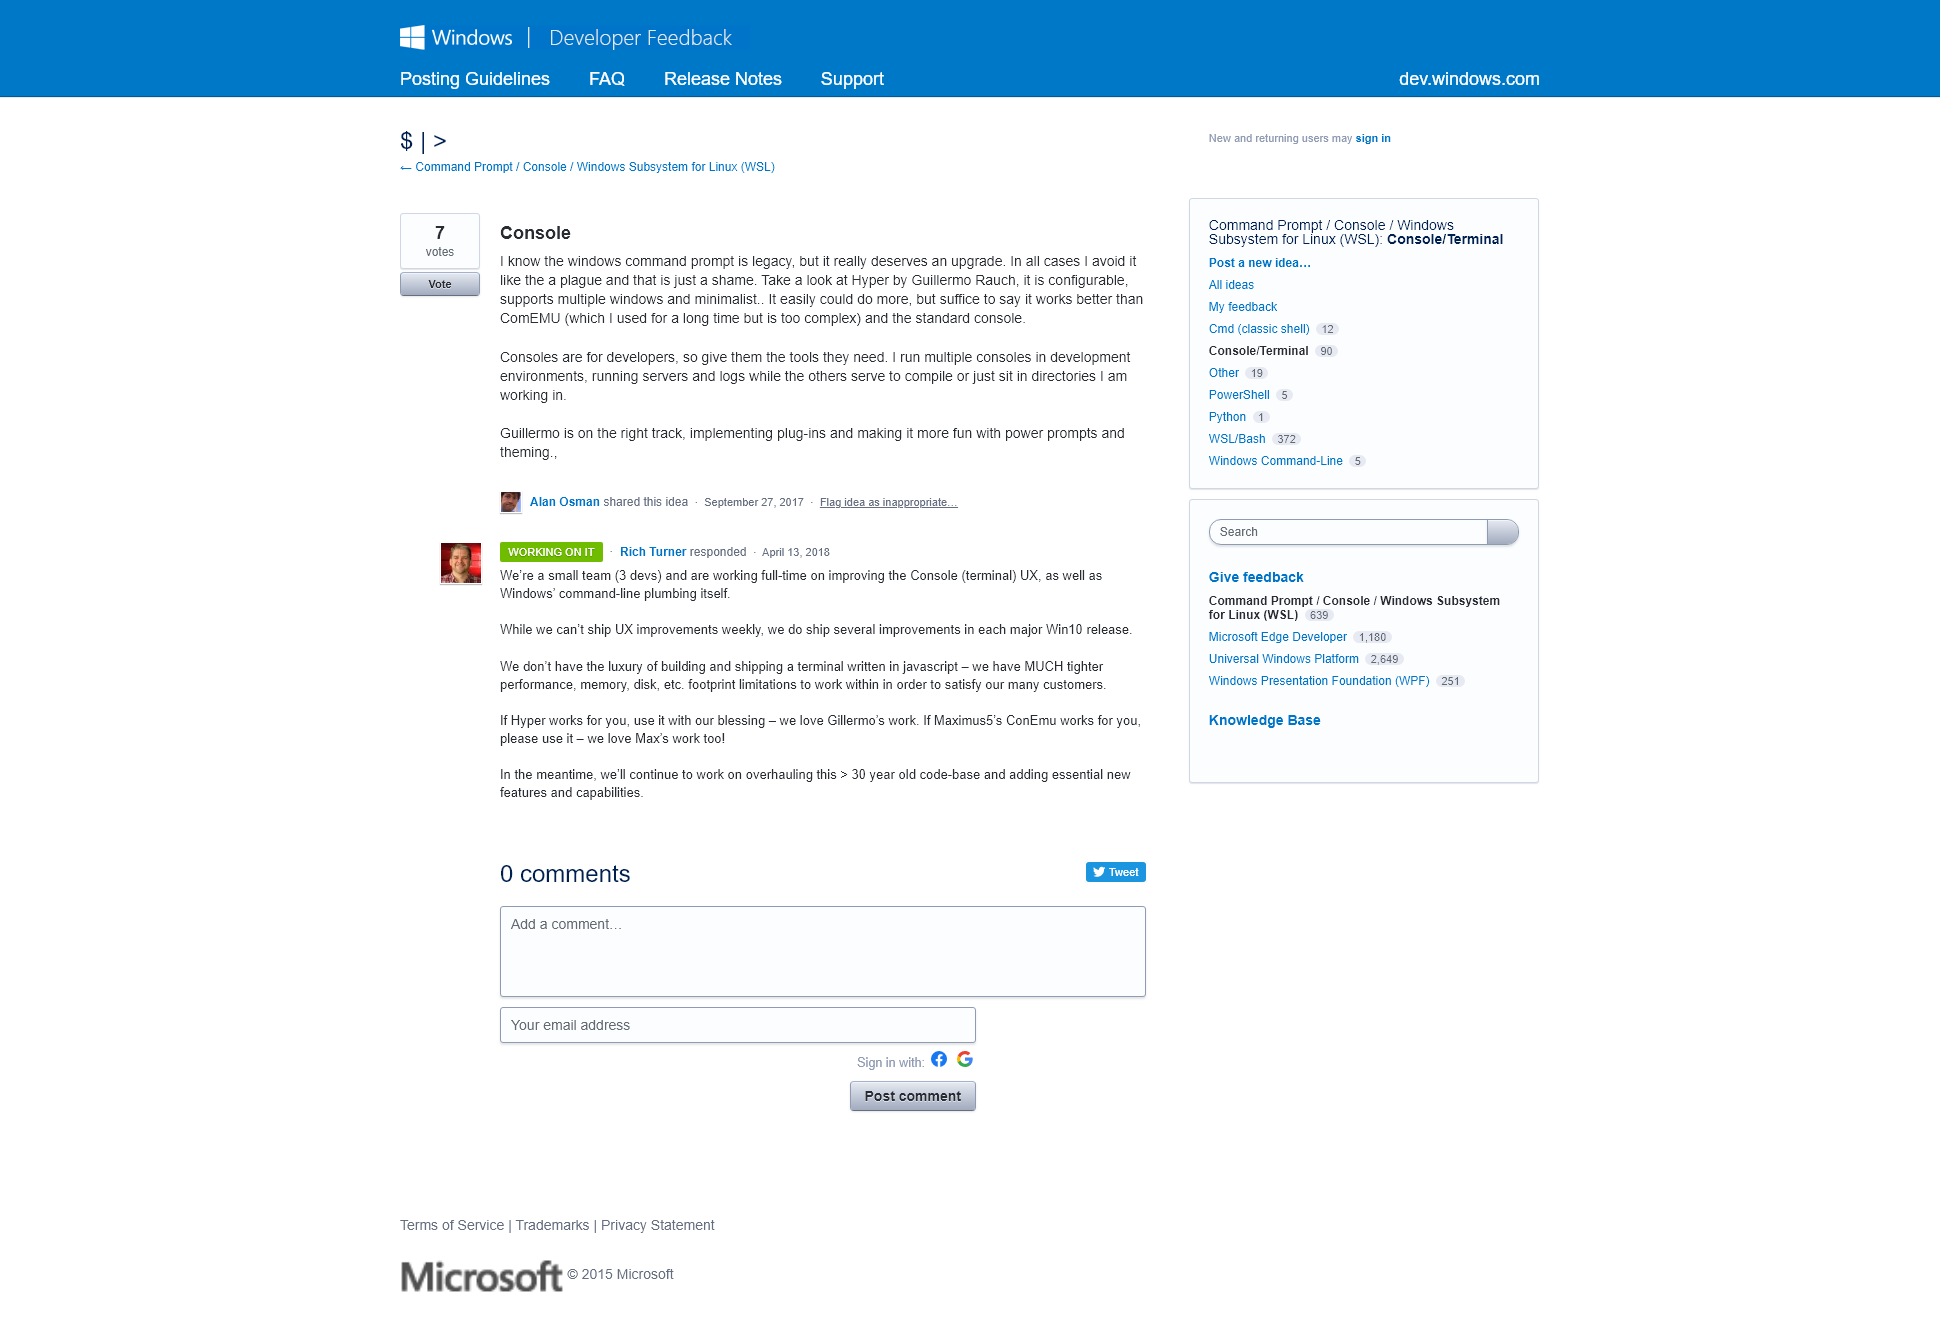 Windows | Developer Feedback
Posting Guidelines FAQ Release Notes Support dev.windows.com
$ | >
← Command Prompt / Console / Windows Subsystem for Linux (WSL)
New and returning users may sign in
7
votes
Vote
Console
I know the windows command prompt is legacy, but it really deserves an upgrade. In all cases I avoid it
like the a plague and that is just a shame. Take a look at Hyper by Guillermo Rauch, it is configurable,
supports multiple windows and minimalist.. It easily could do more, but suffice to say it works better than
ComEMU (which I used for a long time but is too complex) and the standard console.
Consoles are for developers, so give them the tools they need. I run multiple consoles in development
environments, running servers and logs while the others serve to compile or just sit in directories I am
working in.
Guillermo is on the right track, implementing plug-ins and making it more fun with power prompts and
theming.,
Alan Osman shared this idea · September 27, 2017 · Flag idea as inappropriate…
WORKING ON IT · Rich Turner responded · April 13, 2018
We’re a small team (3 devs) and are working full-time on improving the Console (terminal) UX, as well as
Windows’ command-line plumbing itself.
While we can’t ship UX improvements weekly, we do ship several improvements in each major Win10 release.
We don’t have the luxury of building and shipping a terminal written in javascript – we have MUCH tighter
performance, memory, disk, etc. footprint limitations to work within in order to satisfy our many customers.
If Hyper works for you, use it with our blessing – we love Gillermo’s work. If Maximus5’s ConEmu works for you,
please use it – we love Max’s work too!
In the meantime, we’ll continue to work on overhauling this > 30 year old code-base and adding essential new
features and capabilities.
0 comments
Tweet
Add a comment…
Your email address
Sign in with:
Post comment
Command Prompt / Console / Windows
Subsystem for Linux (WSL): Console/Terminal
Post a new idea…
All ideas
My feedback
Cmd (classic shell) 12
Console/Terminal 90
Other 19
PowerShell 5
Python 1
WSL/Bash 372
Windows Command-Line 5
Search
Give feedback
Command Prompt / Console / Windows Subsystem
for Linux (WSL) 639
Microsoft Edge Developer 1,180
Universal Windows Platform 2,649
Windows Presentation Foundation (WPF) 251
Knowledge Base
Terms of Service | Trademarks | Privacy Statement
Microsoft © 2015 Microsoft